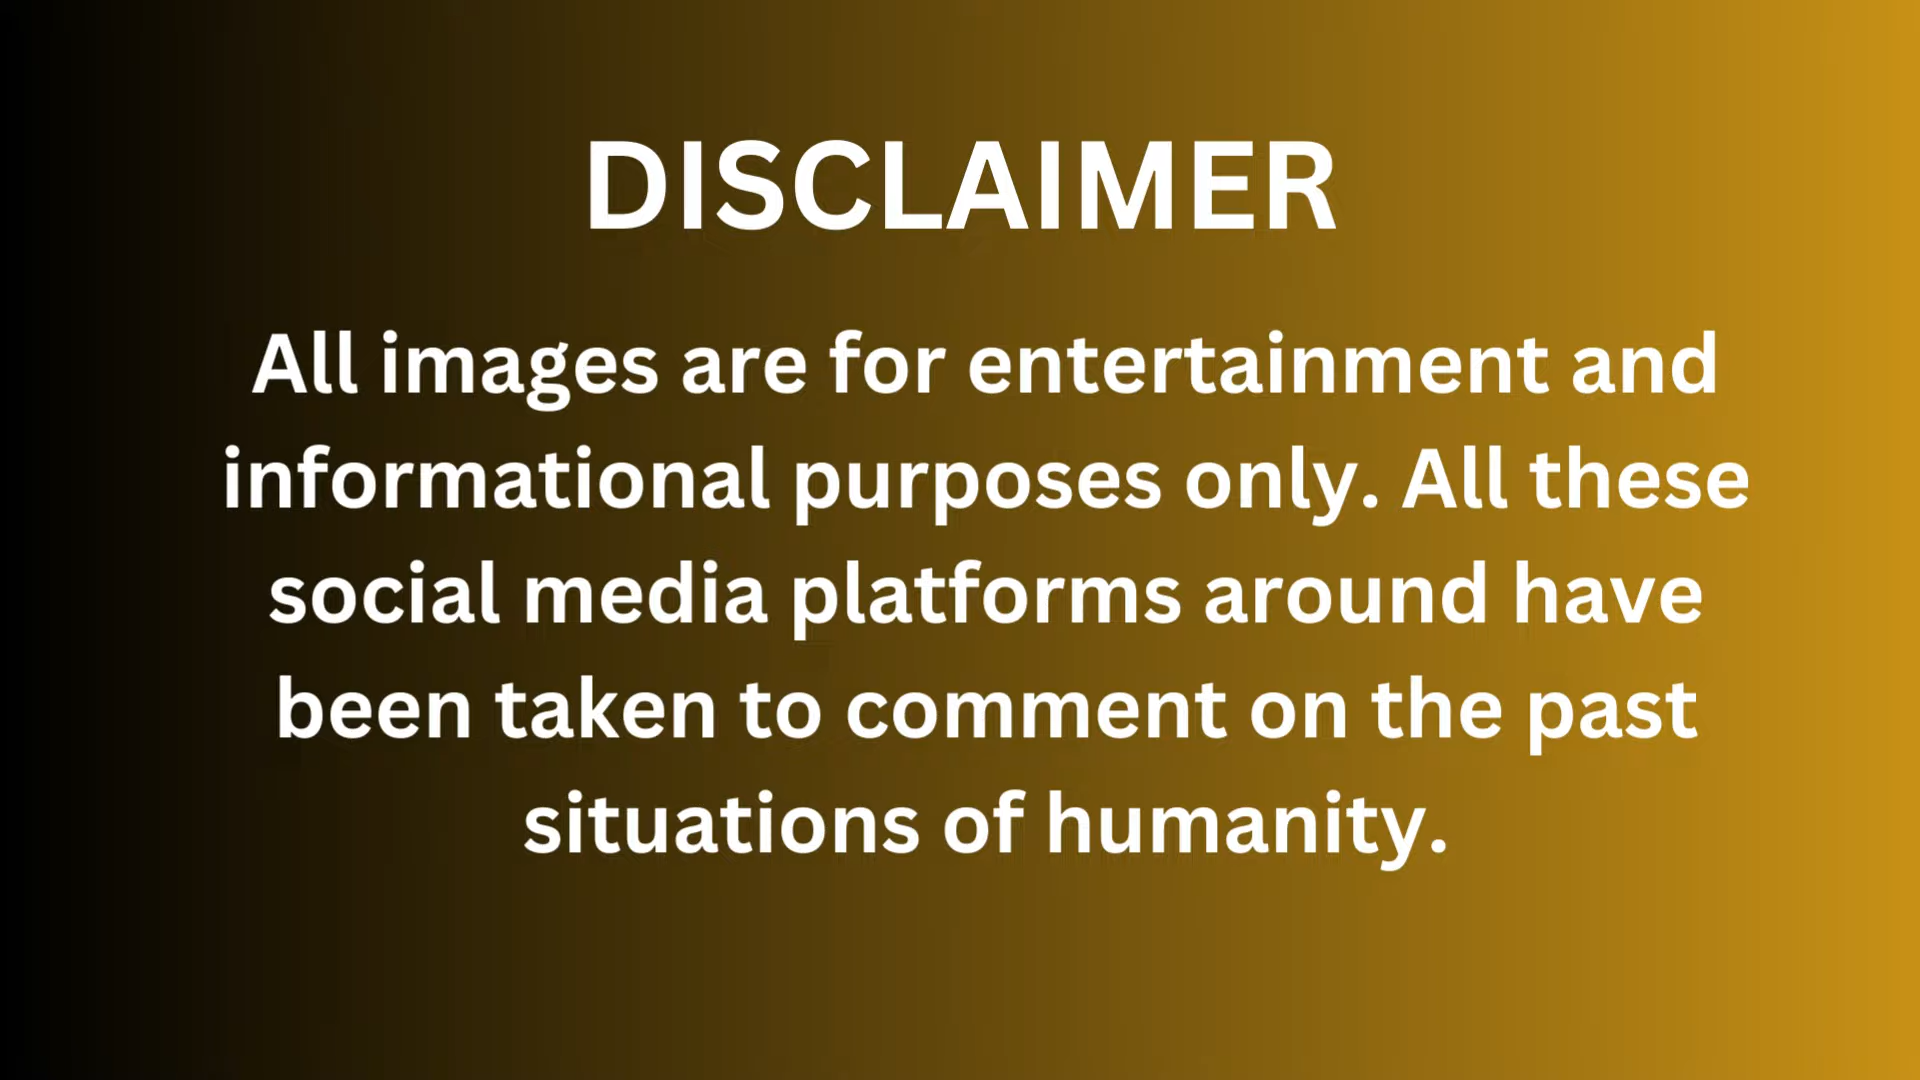 DISCLAIMER
All images are for entertainment and
informational purposes only. All these
social media platforms around have
been taken to comment on the past
situations of humanity.